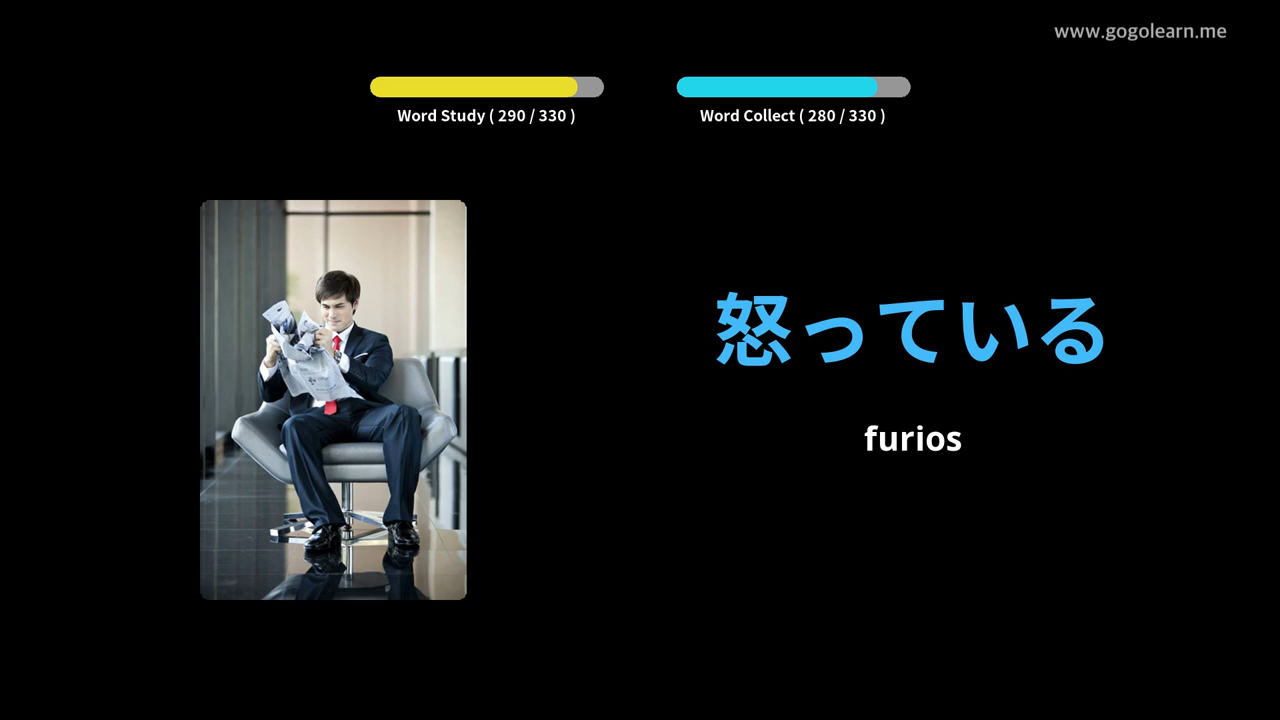 www.gogolearn.me
Word Study ( 290 / 330 )
Word Collect ( 280 / 330 )
怒っている
furios